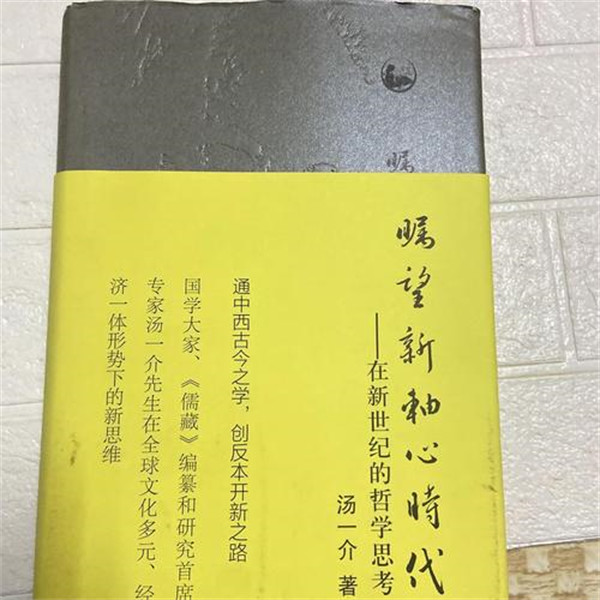 瞩
瞩望新軸心時代
——在新世纪的哲学思考
汤一介 著
通中西古今之学，创反本开新之路
国学大家、《儒藏》编纂和研究首席
专家汤一介先生在全球文化多元、经
济一体形势下的新思维